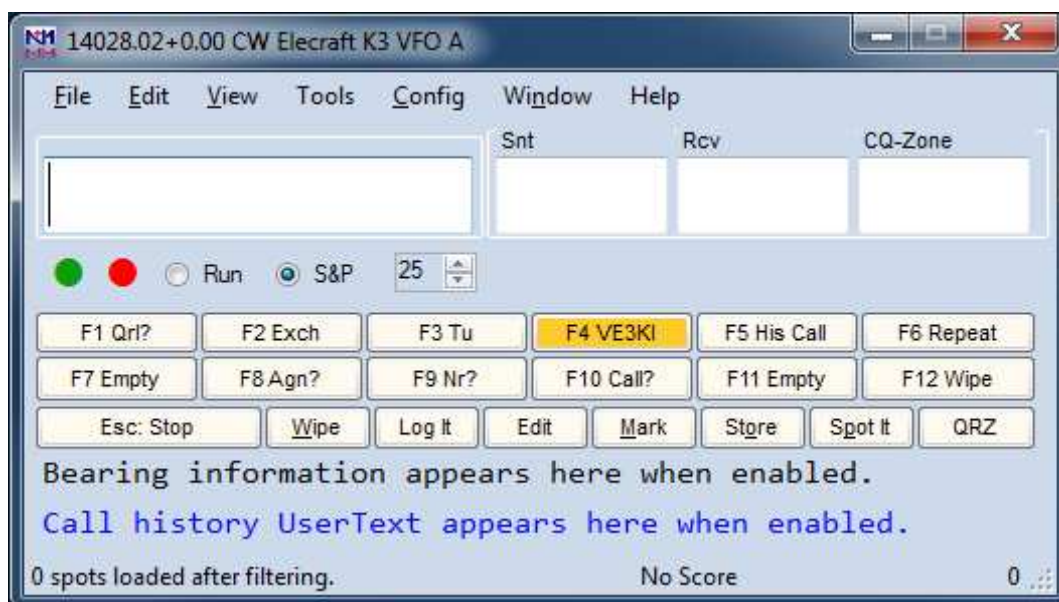 14028.02+0.00 CW Elecraft K3 VFO A
File Edit View Tools Config Window Help
Snt Rcv CQ-Zone
Run S&P 25
F1 Qrl? F2 Exch F3 Tu F4 VE3KI F5 His Call F6 Repeat
F7 Empty F8 Agn? F9 Nr? F10 Call? F11 Empty F12 Wipe
Esc: Stop Wipe Log It Edit Mark Store Spot It QRZ
Bearing information appears here when enabled.
Call history UserText appears here when enabled.
0 spots loaded after filtering. No Score 0